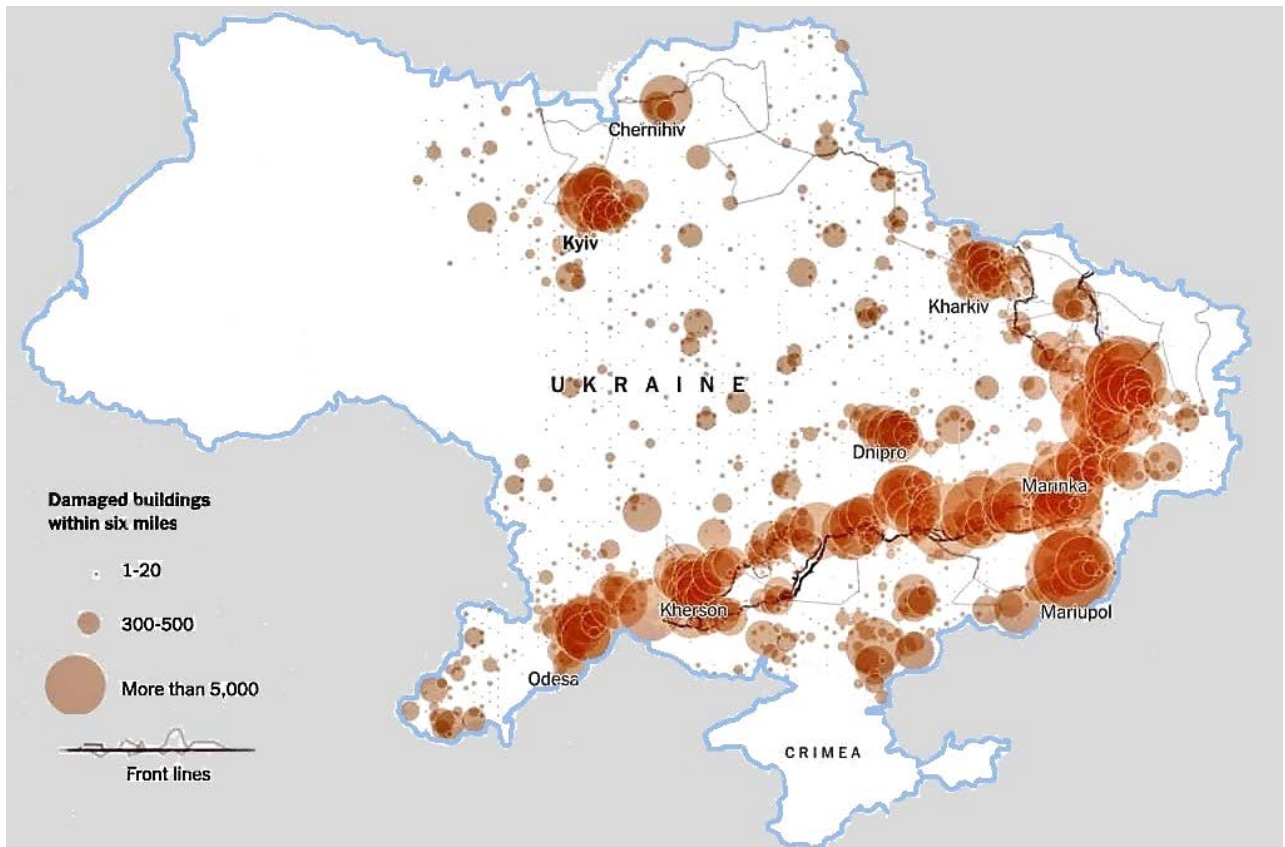 Chernihiv
Kyiv
Kharkiv
UKRAINE
Dnipro
Marinka
Kherson
Mariupol
Odesa
CRIMEA
Damaged buildings
within six miles
1-20
300-500
More than 5,000
Front lines